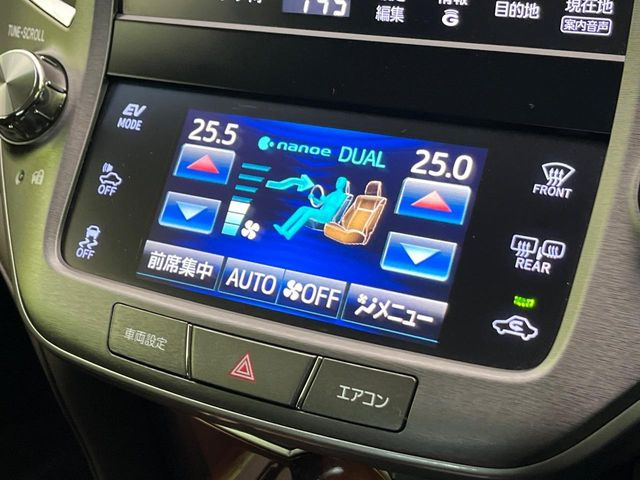 編集
情報
G
目的地
現在地
案内音声
TUNE•SCROLL
EV
MODE
25.5
nanoe
DUAL
25.0
OFF
OFF
FRONT
REAR
前席集中
AUTO
OFF
メニュー
車両設定
エアコン